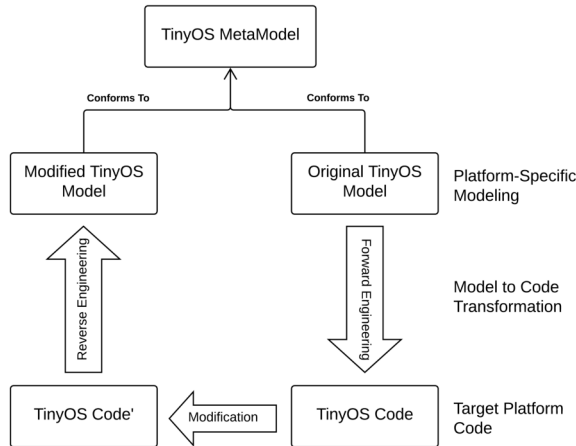 TinyOS MetaModel
Conforms To
Conforms To
Modified TinyOS
Model
Original TinyOS
Model
Platform-Specific
Modeling
Reverse Engineering
Forward Engineering
Model to Code
Transformation
TinyOS Code'
Modification
TinyOS Code
Target Platform
Code